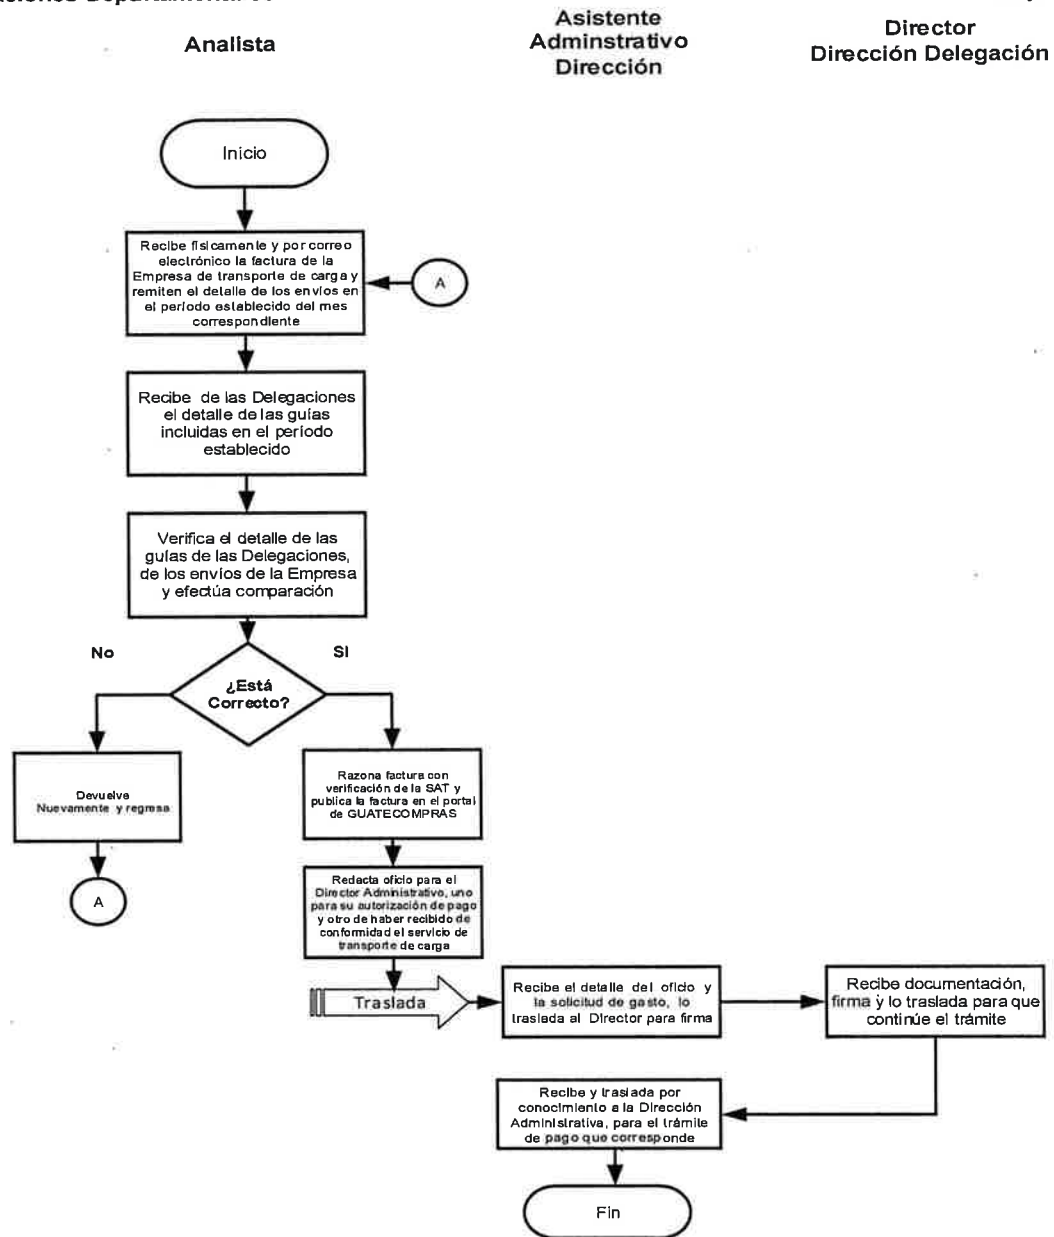 Analista
Asistente
Adminstrativo
Dirección
Director
Dirección Delegación
Inicio
Recibe fisicamente y por correo
electrónico la factura de la
Empresa de transporte de carga y
remiten el detalle de los envíos en
el período establecido del mes
correspondiente
A
Recibe de las Delegaciones
el detalle de las guías
incluidas en el período
establecido
Verifica el detalle de las
guías de las Delegaciones,
de los envíos de la Empresa
y efectúa comparación
No
SI
¿Está
Correcto?
Devuelve
Nuevamente y regresa
A
Razona factura con
verificación de la SAT y
publica la factura en el portal
de GUATECOMPRAS
Redacta oficio para el
Director Administrativo, uno
para su autorización de pago
y otro de haber recibido de
conformidad el servicio de
transporte de carga
Traslada
Recibe el detalle del oficio y
la solicitud de gasto, lo
traslada al Director para firma
Recibe documentación,
firma y lo traslada para que
continúe el trámite
Recibe y traslada por
conocimiento a la Dirección
Administrativa, para el trámite
de pago que corresponde
Fin